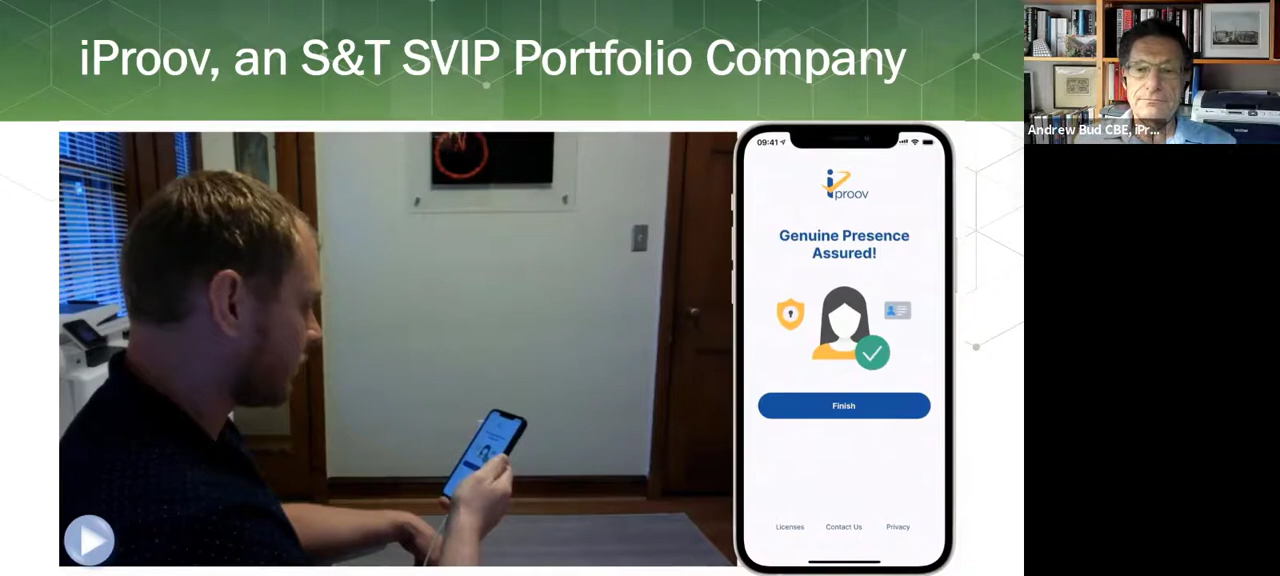 iProov, an S&T SVIP Portfolio Company
Andrew Bud CBE, iPr...
09:41
iproov
Genuine Presence
Assured!
Finish
Licenses
Contact Us
Privacy